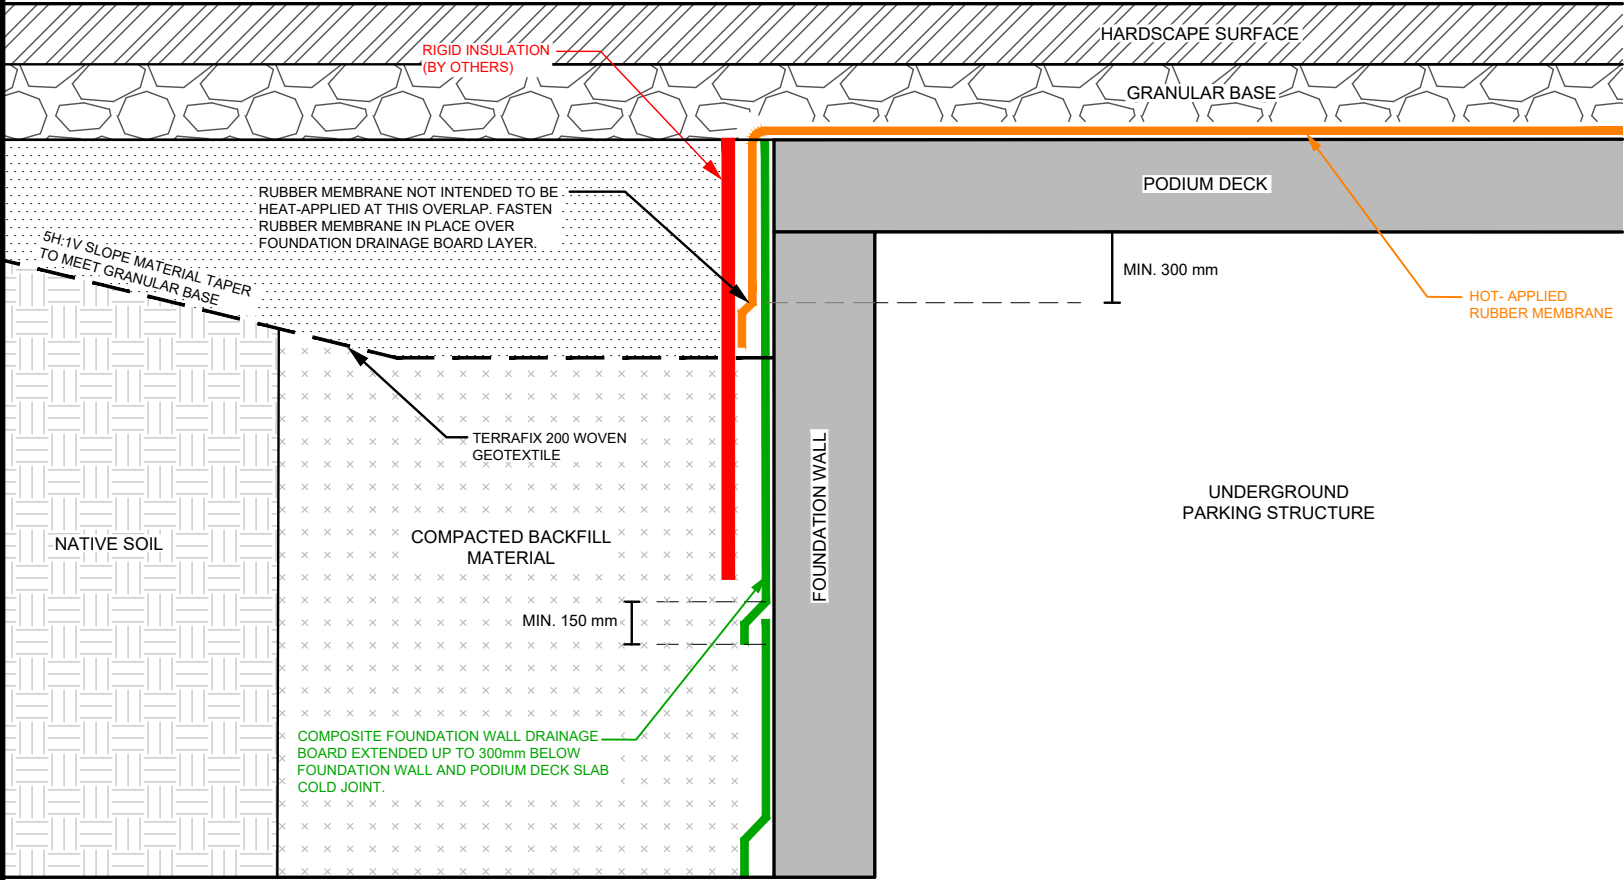 HARDSCAPE SURFACE
RIGID INSULATION
(BY OTHERS)
GRANULAR BASE
PODIUM DECK
RUBBER MEMBRANE NOT INTENDED TO BE
HEAT-APPLIED AT THIS OVERLAP. FASTEN
RUBBER MEMBRANE IN PLACE OVER
FOUNDATION DRAINAGE BOARD LAYER.
5H:1V SLOPE MATERIAL TAPER
TO MEET GRANULAR BASE
MIN. 300 mm
HOT- APPLIED
RUBBER MEMBRANE
TERRAFIX 200 WOVEN
GEOTEXTILE
FOUNDATION WALL
UNDERGROUND
PARKING STRUCTURE
NATIVE SOIL
COMPACTED BACKFILL
MATERIAL
MIN. 150 mm
COMPOSITE FOUNDATION WALL DRAINAGE
BOARD EXTENDED UP TO 300mm BELOW
FOUNDATION WALL AND PODIUM DECK SLAB
COLD JOINT.